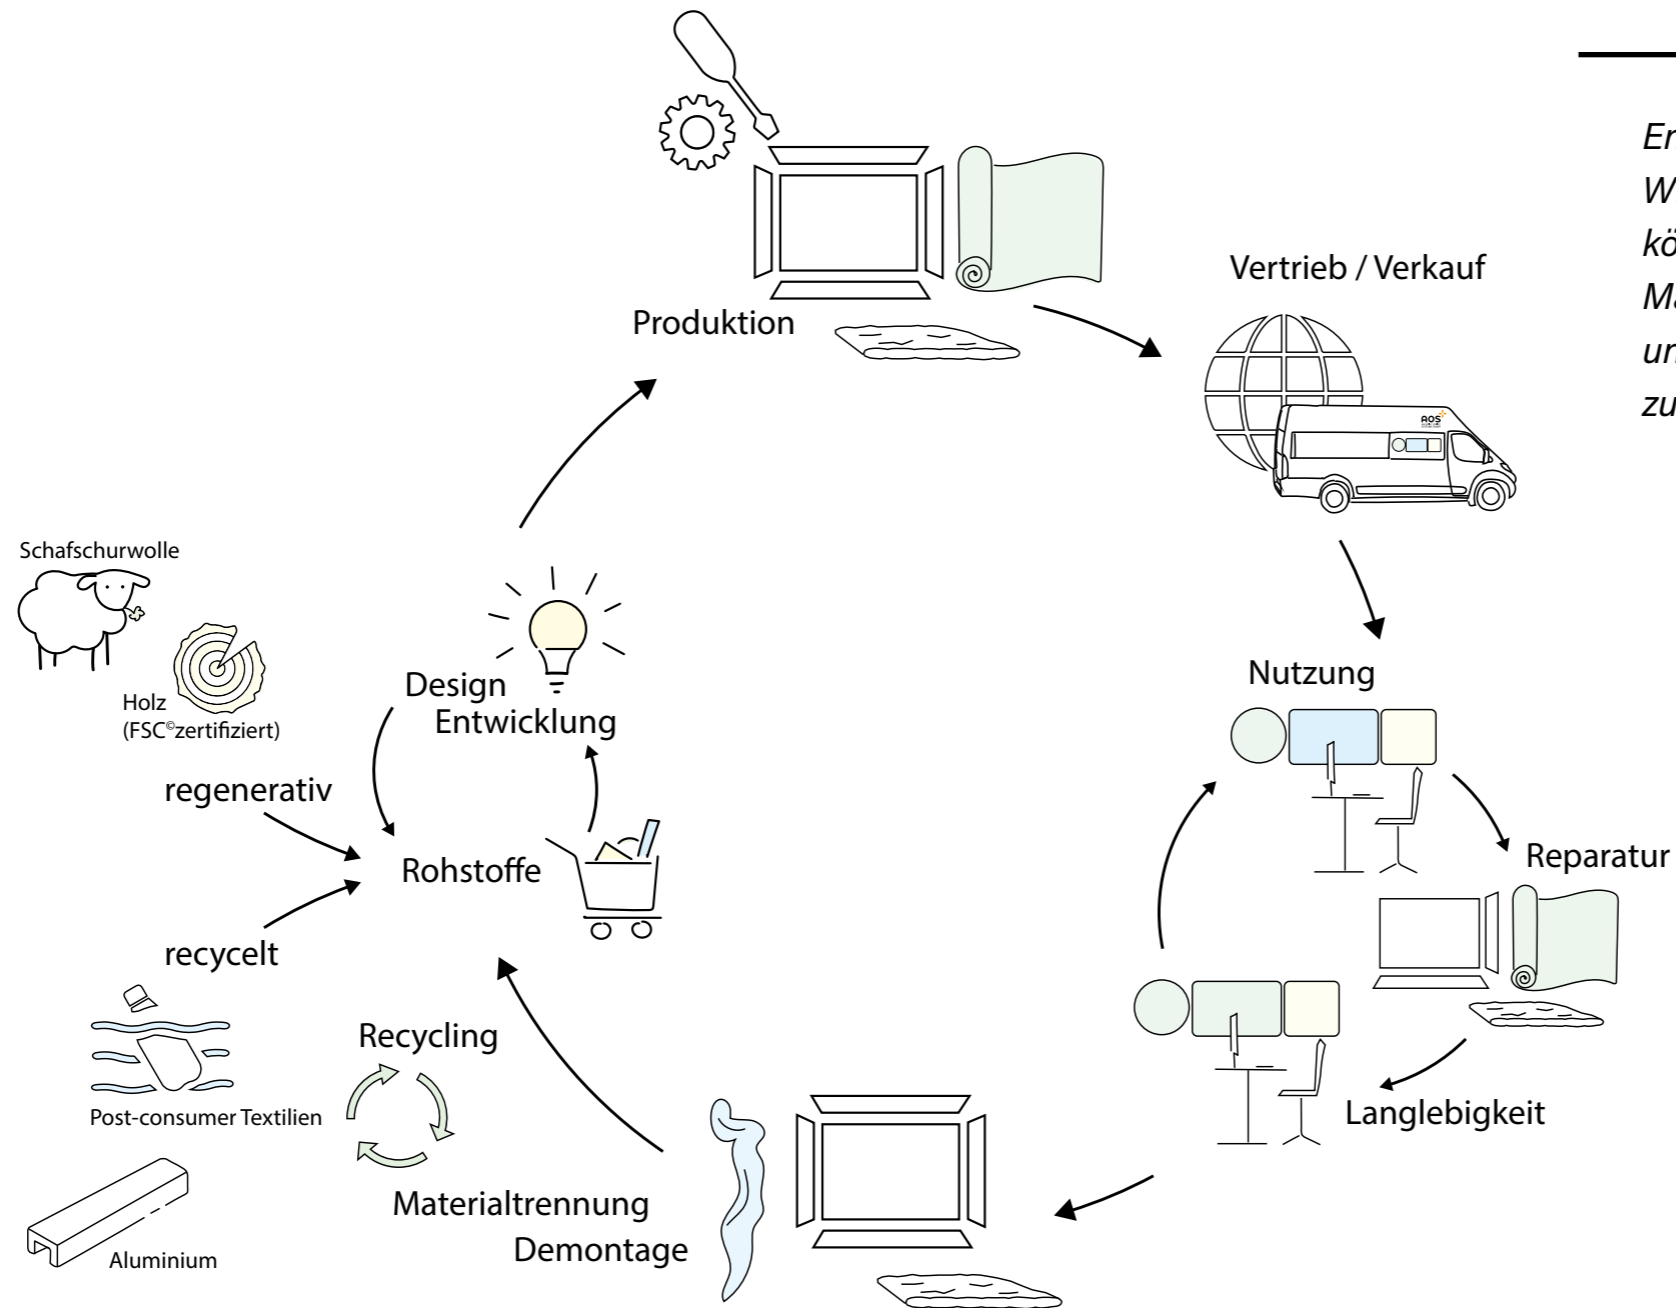 Produktion
Vertrieb / Verkauf
AOS
Nutzung
Reparatur
Langlebigkeit
Materialtrennung
Demontage
Recycling
Rohstoffe
Design
Entwicklung
Schafschurwolle
Holz
(FSC©zertifiziert)
regenerativ
recycelt
Post-consumer Textilien
Aluminium